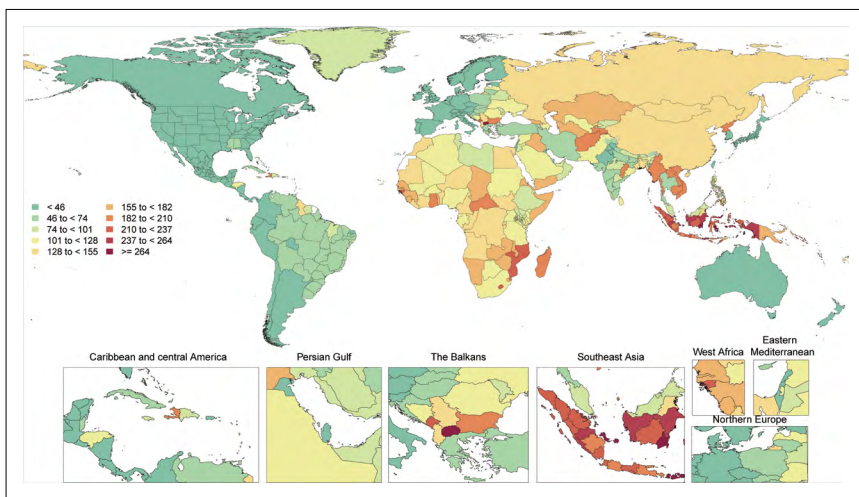 < 46
46 to < 74
74 to < 101
101 to < 128
128 to < 155
155 to < 182
182 to < 210
210 to < 237
237 to < 264
>= 264
Caribbean and central America
Persian Gulf
The Balkans
Southeast Asia
West Africa
Eastern
Mediterranean
Northern Europe